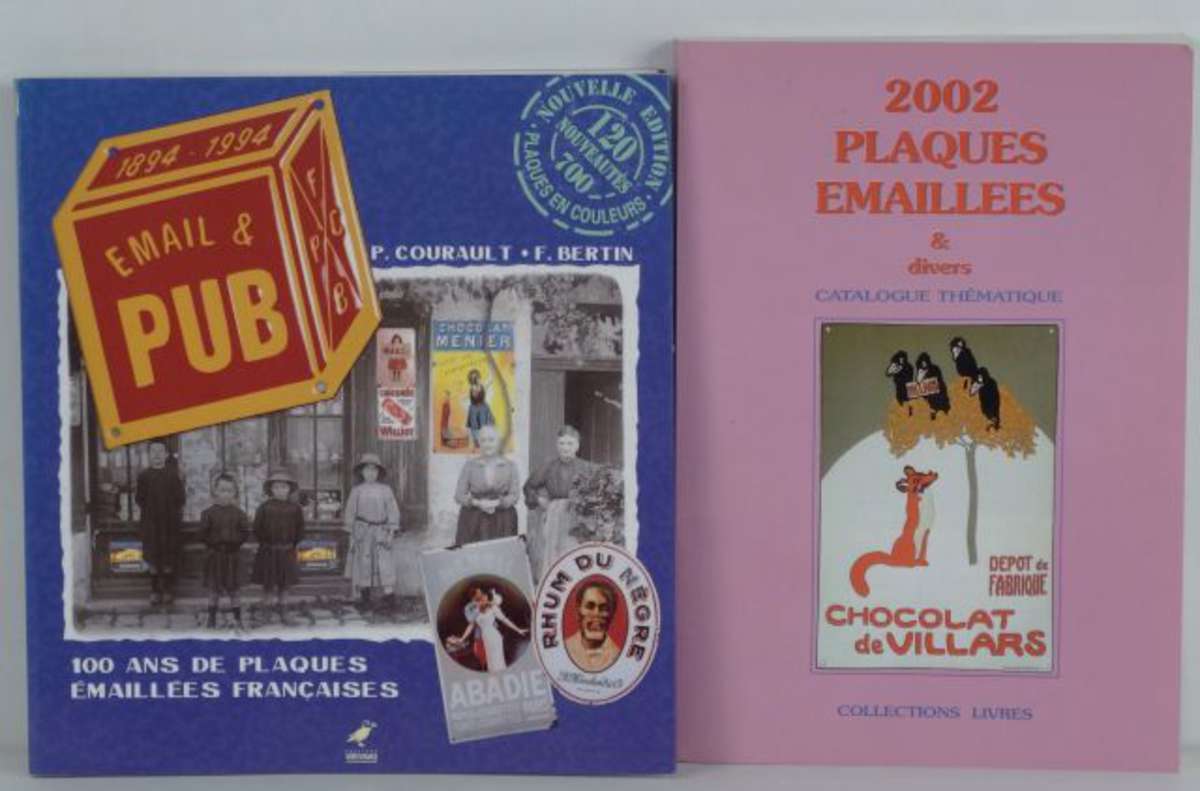 1894 - 1994
EMAIL &
PUB
F
C
P
B
NOUVELLE EDITION
120
NOUVEAUTÉS
700
PLAQUES EN COULEURS
P. COURAULT • F. BERTIN
CHOCOLAT
MENIER
RHUM DU NÈGRE
ABADIE
100 ANS DE PLAQUES
ÉMAILLÉES FRANÇAISES
2002
PLAQUES
EMAILLEES
&
divers
CATALOGUE THÉMATIQUE
DEPOT de
FABRIQUE
CHOCOLAT
de VILLARS
COLLECTIONS LIVRES